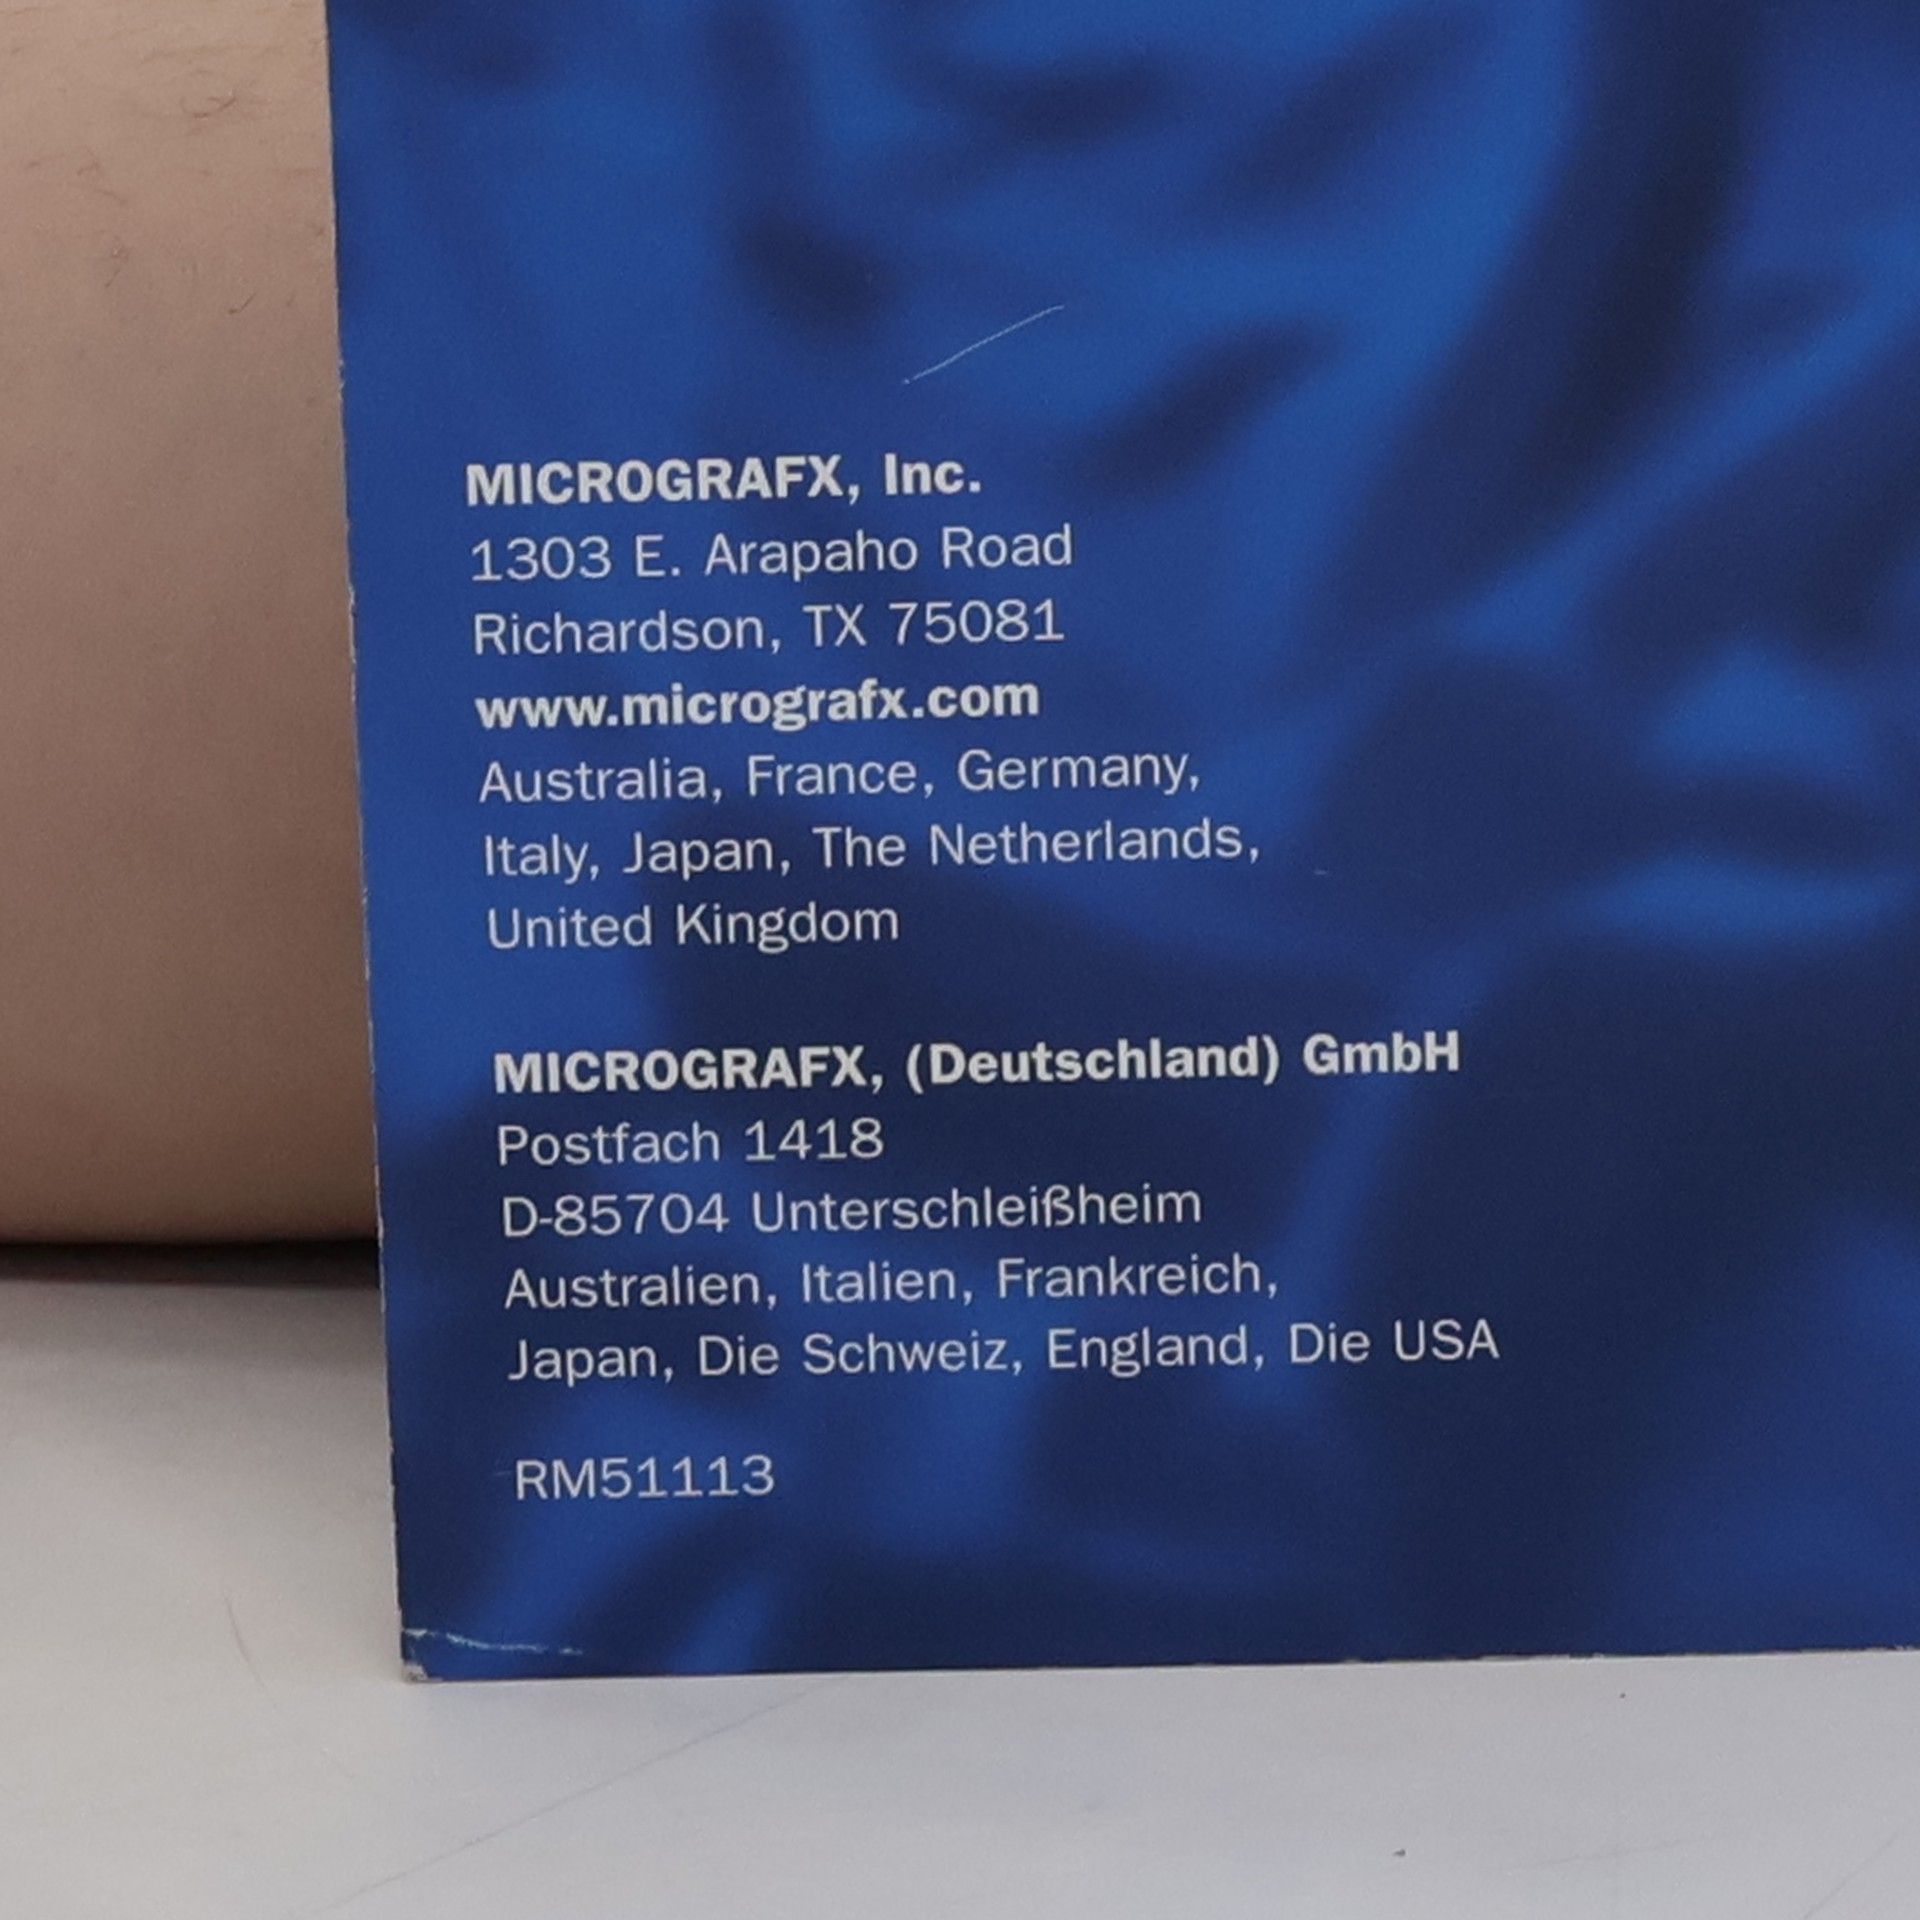 MICROGRAFX, Inc.
1303 E. Arapaho Road
Richardson, TX 75081
www.micrografx.com
Australia, France, Germany,
Italy, Japan, The Netherlands,
United Kingdom
MICROGRAFX, (Deutschland) GmbH
Postfach 1418
D-85704 Unterschleißheim
Australien, Italien, Frankreich,
Japan, Die Schweiz, England, Die USA
RM51113